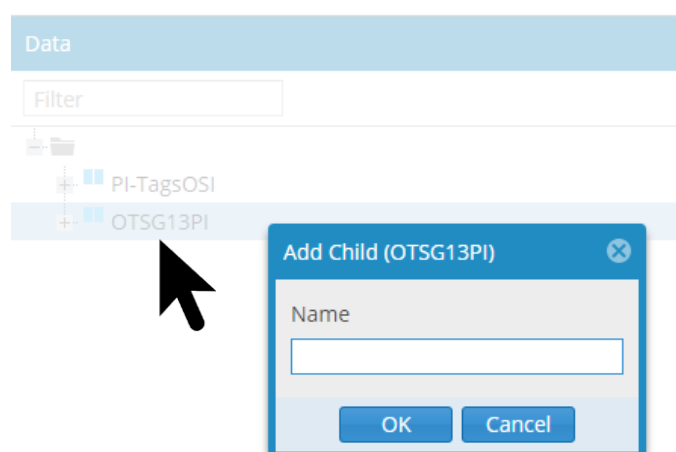 Data
Filter
PI-TagsOSI
OTSG13PI
Add Child (OTSG13PI)
Name
OK Cancel